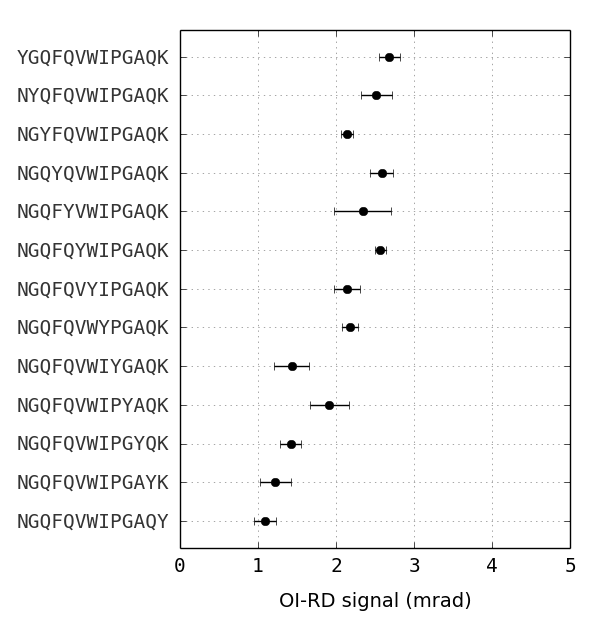 YGQFQVWIPGAQK
NYQFQVWIPGAQK
NGYFQVWIPGAQK
NGQYQVWIPGAQK
NGQFYVWIPGAQK
NGQFQYWIPGAQK
NGQFQVYIPGAQK
NGQFQVWYPGAQK
NGQFQVWIYGAQK
NGQFQVWIPYAQK
NGQFQVWIPGYQK
NGQFQVWIPGAYK
NGQFQVWIPGAQY
0 1 2 3 4 5
OI-RD signal (mrad)